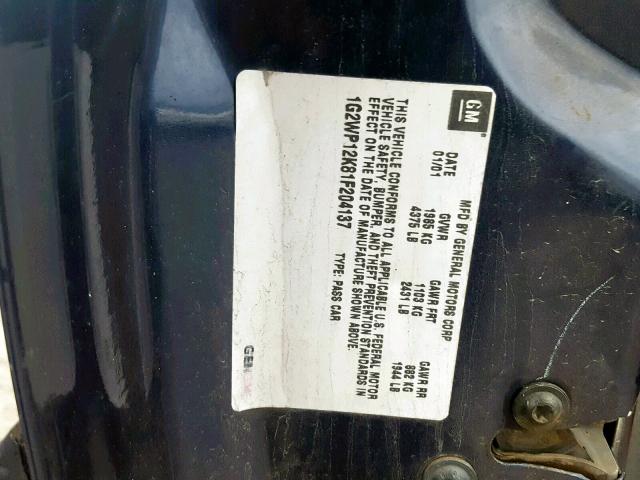 GM
MFD BY GENERAL MOTORS CORP
DATE GVWR GAWR FRT GAWR RR
01/01 1985 KG 1103 KG 882 KG
4375 LB 2431 LB 1944 LB
THIS VEHICLE CONFORMS TO ALL APPLICABLE U.S. FEDERAL MOTOR
VEHICLE SAFETY, BUMPER, AND THEFT PREVENTION STANDARDS IN
EFFECT ON THE DATE OF MANUFACTURE SHOWN ABOVE.
1G2WP12K81F204137 TYPE: PASS CAR